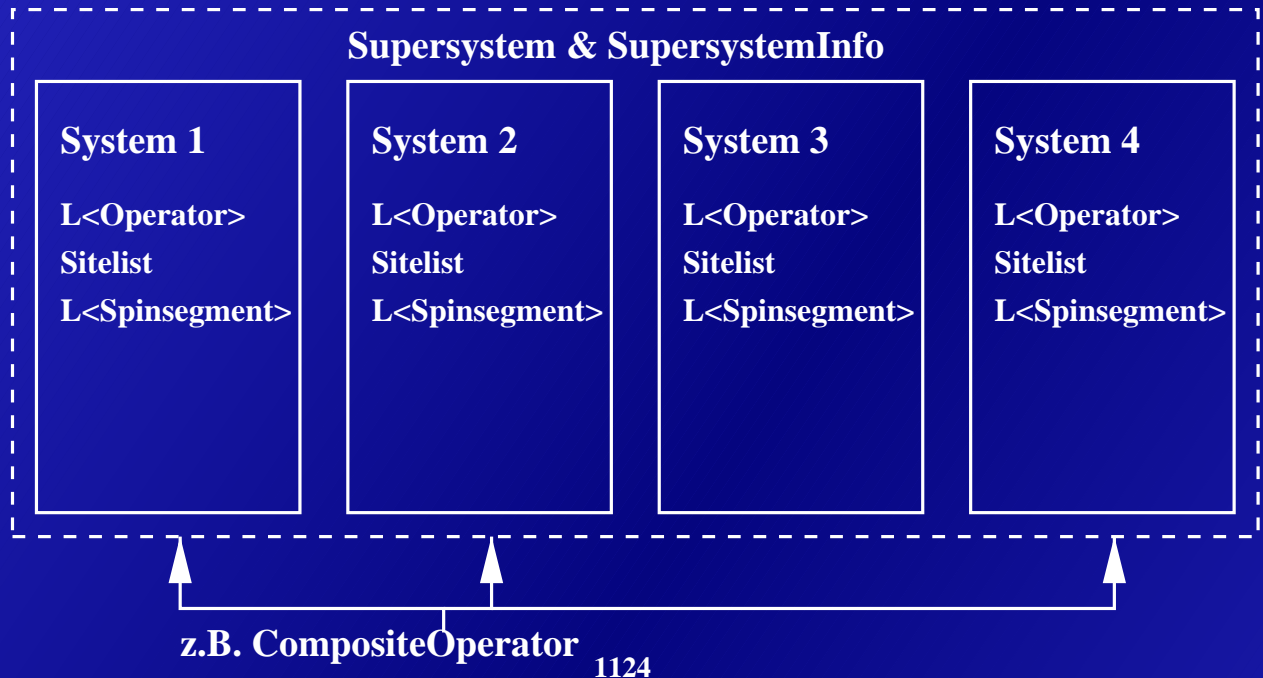 Supersystem & SupersystemInfo
System 1
L<Operator>
Sitelist
L<Spinsegment>
System 2
L<Operator>
Sitelist
L<Spinsegment>
System 3
L<Operator>
Sitelist
L<Spinsegment>
System 4
L<Operator>
Sitelist
L<Spinsegment>
z.B. CompositeOperator
1124